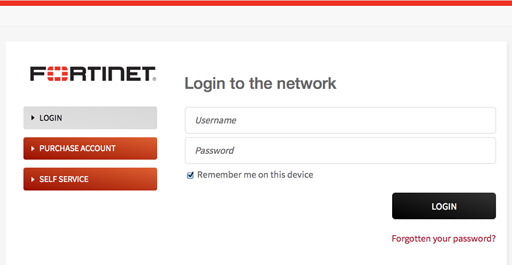 FORTINET
LOGIN
PURCHASE ACCOUNT
SELF SERVICE
Login to the network
Username
Password
Remember me on this device
LOGIN
Forgotten your password?